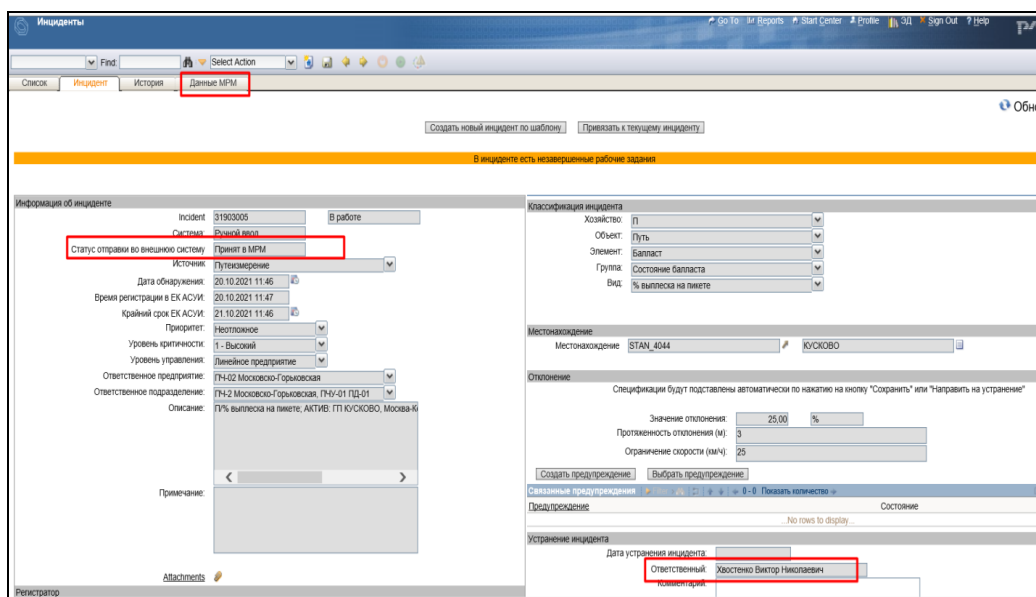 Инциденты
Go To Reports Start Center Profile ЭД Sign Out ? Help
Find: Select Action
Список Инцидент История Данные МРМ
Создать новый инцидент по шаблону Привязать к текущему инциденту
В инциденте есть незавершенные рабочие задания
Информация об инциденте
Incident 31903005 В работе
Система: Ручной ввод
Статус отправки во внешнюю систему Принят в МРМ
Источник Путеизмерение
Дата обнаружения: 20.10.2021 11:46
Время регистрации в ЕК АСУИ: 20.10.2021 11:47
Крайний срок ЕК АСУИ: 21.10.2021 11:46
Приоритет: Неотложное
Уровень критичности: 1 - Высокий
Уровень управления: Линейное предприятие
Ответственное предприятие: ПЧ-02 Московско-Горьковская
Ответственное подразделение: ПЧ-2 Московско-Горьковская, ПЧУ-01 ПД-01
Описание: П/% выплеска на пикете; АКТИВ: ГП КУСКОВО, Москва-К
Примечание:
Attachments
Регистратор
Классификация инцидента
Хозяйство: П
Объект: Путь
Элемент: Балласт
Группа: Состояние балласта
Вид: % выплеска на пикете
Местонахождение
Местонахождение STAN_4044 КУСКОВО
Отклонение
Спецификации будут подставлены автоматически по нажатию на кнопку "Сохранить" или "Направить на устранение"
Значение отклонения: 25,00 %
Протяженность отклонения (м): 3
Ограничение скорости (км/ч): 25
Создать предупреждение Выбрать предупреждение
Связанные предупреждения 0 - 0 Показать количество
Предупреждение Состояние
...No rows to display...
Устранение инцидента
Дата устранения инцидента:
Ответственный: Хвостенко Виктор Николаевич
Комментарий: